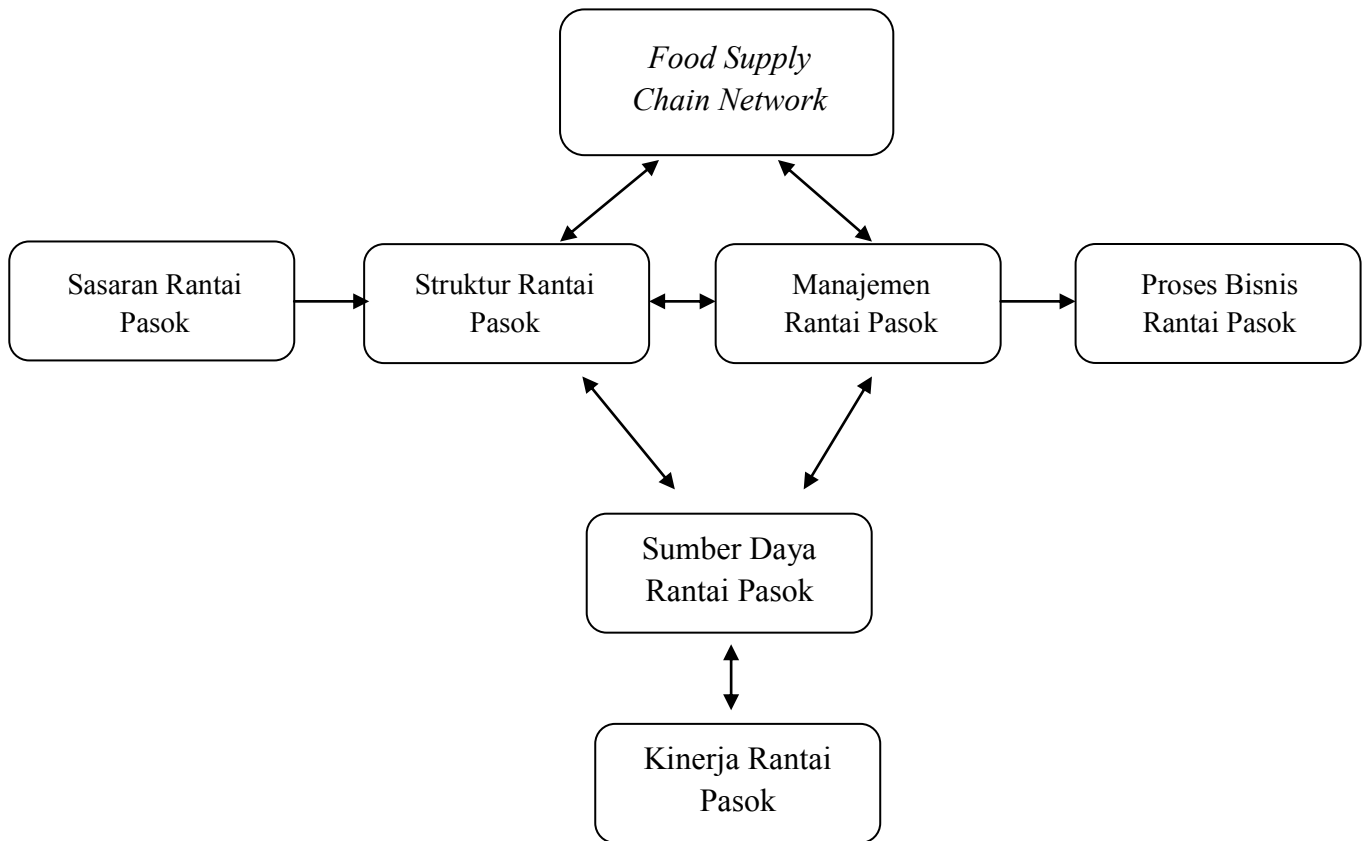 Food Supply
Chain Network
Sasaran Rantai
Pasok
Struktur Rantai
Pasok
Manajemen
Rantai Pasok
Proses Bisnis
Rantai Pasok
Sumber Daya
Rantai Pasok
Kinerja Rantai
Pasok